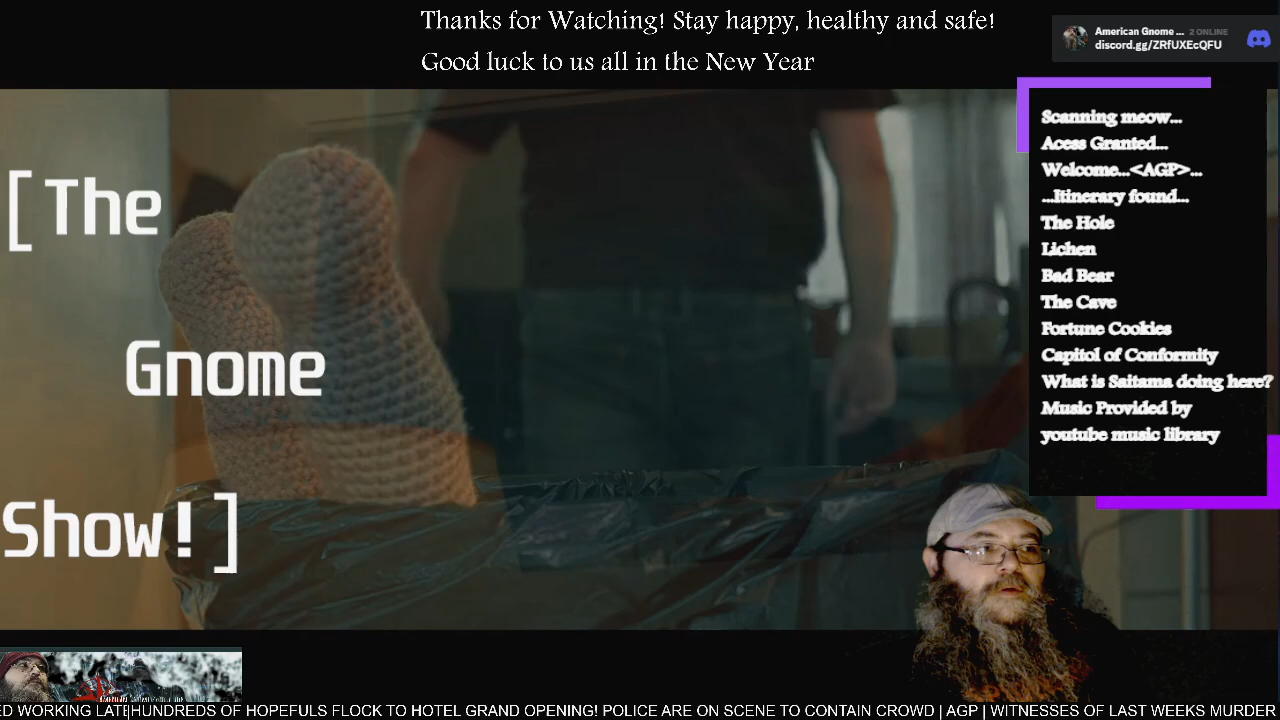 Thanks for Watching! Stay happy, healthy and safe!
Good luck to us all in the New Year
American Gnome ... 2 ONLINE
discord.gg/ZRfUXEcQFU
Scanning meow...
Acess Granted...
Welcome...<AGP>...
...Itinerary found...
The Hole
Lichen
Bad Bear
The Cave
Fortune Cookies
Capitol of Conformity
What is Saitama doing here?
Music Provided by
youtube music library
[The
Gnome
Show!]
ED WORKING LATE|HUNDREDS OF HOPEFULS FLOCK TO HOTEL GRAND OPENING! POLICE ARE ON SCENE TO CONTAIN CROWD | AGP | WITNESSES OF LAST WEEKS MURDER